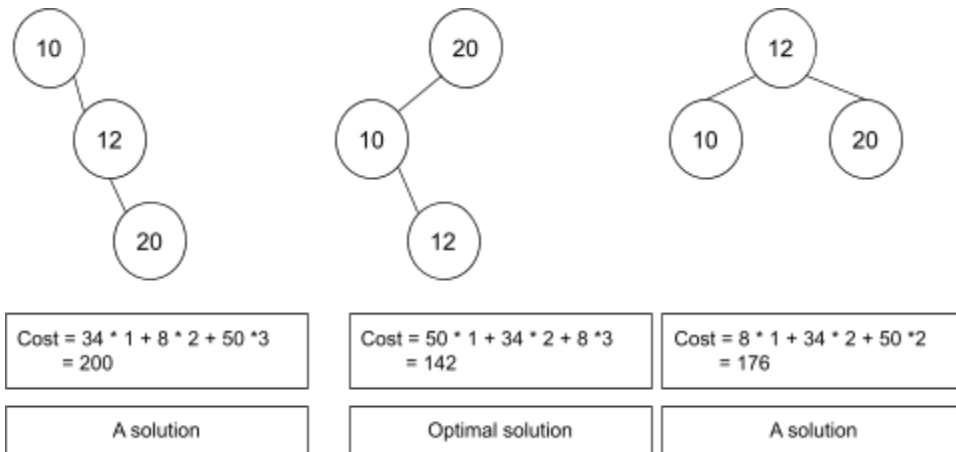 10
12
20
20
10
12
12
10
20
Cost = 34 * 1 + 8 * 2 + 50 *3
= 200
Cost = 50 * 1 + 34 * 2 + 8 *3
= 142
Cost = 8 * 1 + 34 * 2 + 50 *2
= 176
A solution
Optimal solution
A solution